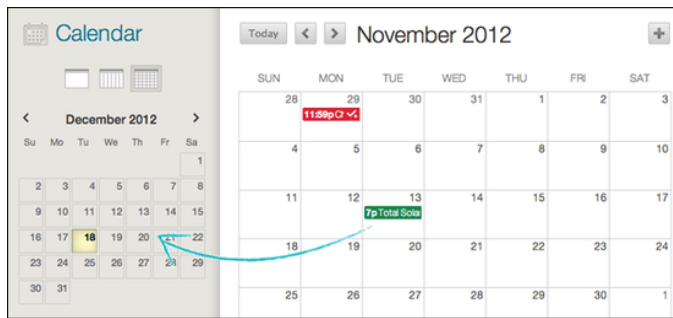 Calendar
December 2012
Su Mo Tu We Th Fr Sa
1
2 3 4 5 6 7 8
9 10 11 12 13 14 15
16 17 18 19 20 21 22
23 24 25 26 27 28 29
30 31
Today November 2012
SUN MON TUE WED THU FRI SAT
28 29 30 31 1 2 3
11:59p
4 5 6 7 8 9 10
11 12 13 14 15 16 17
7p Total Sola
18 19 20 21 22 23 24
25 26 27 28 29 30 1